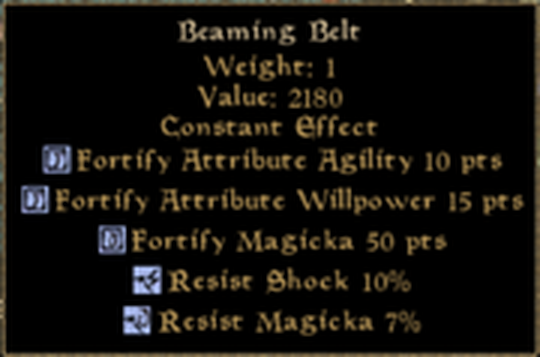 Beaming Belt
Weight: 1
Value: 2180
Constant Effect
Fortify Attribute Agility 10 pts
Fortify Attribute Willpower 15 pts
Fortify Magicka 50 pts
Resist Shock 10%
Resist Magicka 7%